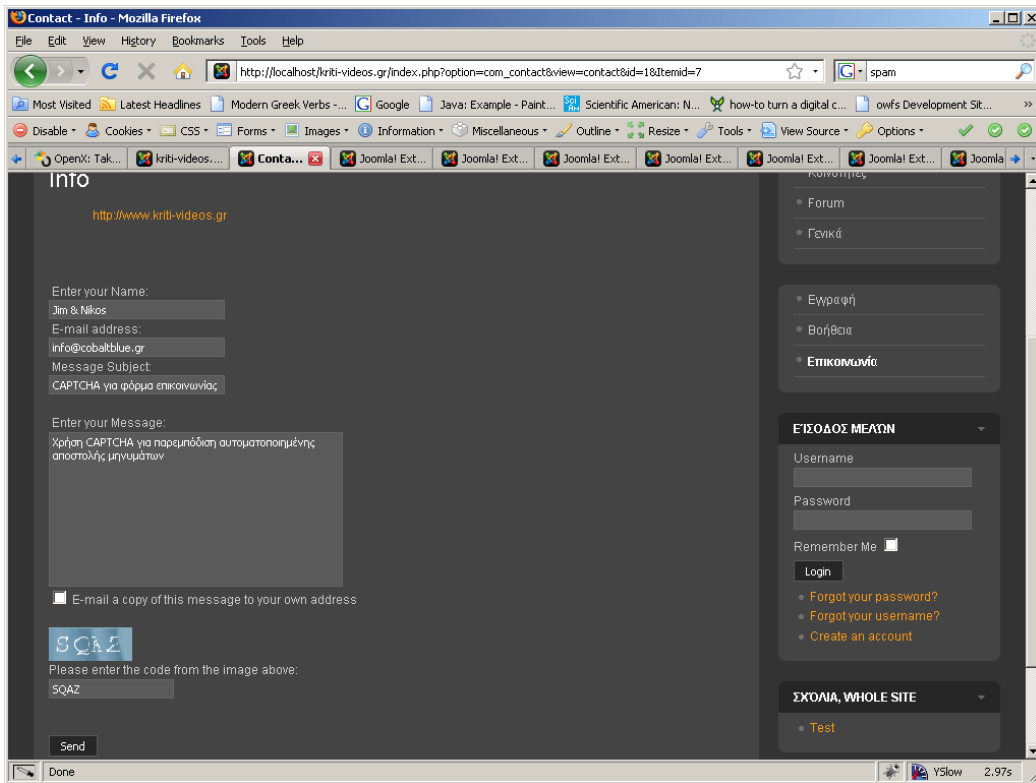 Contact - Info - Mozilla Firefox
File Edit View History Bookmarks Tools Help
http://localhost/kriti-videos.gr/index.php?option=com_contact&view=contact&id=1&Itemid=7
G spam
Most Visited Latest Headlines Modern Greek Verbs -... Google Java: Example - Paint... Scientific American: N... how-to turn a digital c... owfs Development Sit... »
Disable Cookies CSS Forms Images Information Miscellaneous Outline Resize Tools View Source Options
OpenX: Tak... kriti-videos.... Conta... Joomla! Ext... Joomla! Ext... Joomla! Ext... Joomla! Ext... Joomla! Ext... Joomla! Ext... Joomla
Info
http://www.kriti-videos.gr
Enter your Name:
Jim & Nikos
E-mail address:
info@cobaltblue.gr
Message Subject:
CAPTCHA για φόρμα επικοινωνίας
Enter your Message:
Χρήση CAPTCHA για παρεμπόδιση αυτοματοποιημένης
αποστολής μηνυμάτων
E-mail a copy of this message to your own address
SQAZ
Please enter the code from the image above:
SQAZ
Send
Κοινότητες
Forum
Γενικά
Εγγραφή
Βοήθεια
Επικοινωνία
ΕΊΣΟΔΟΣ ΜΕΛΏΝ
Username
Password
Remember Me
Login
Forgot your password?
Forgot your username?
Create an account
ΣΧΌΛΙΑ, WHOLE SITE
Test
Done
YSlow 2.97s